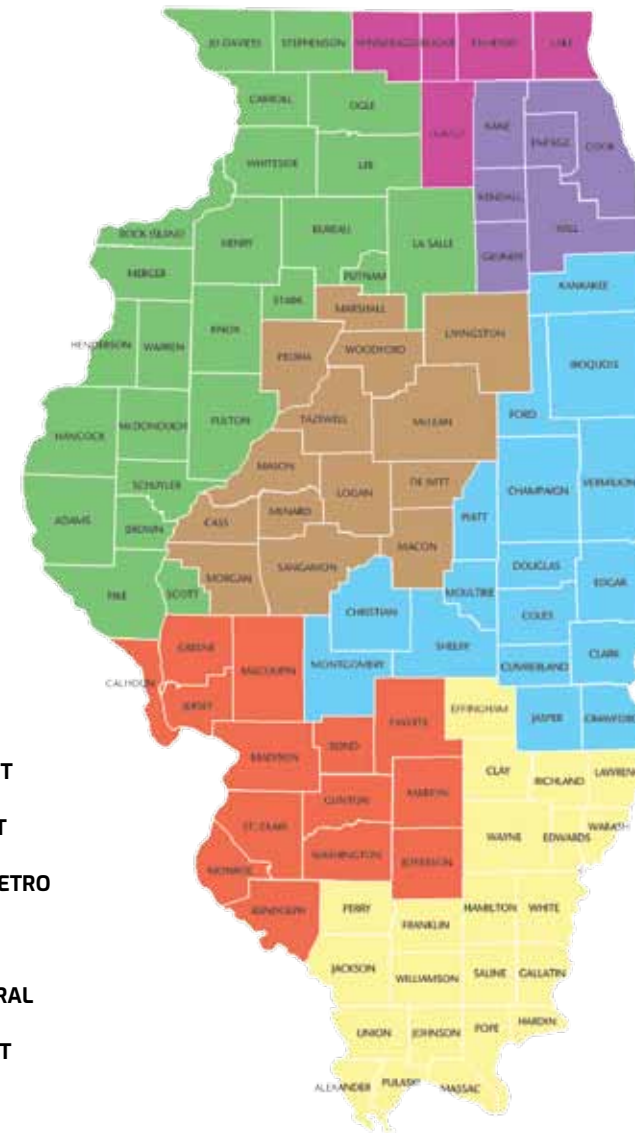 JO DAVIESS STEPHENSON WINNEBAGO BOONE MCHENRY LAKE
CARROLL OGLE DEKALB KANE DUPAGE COOK
WHITESIDE LEE
KENDALL
ROCK ISLAND HENRY BUREAU LA SALLE GRUNDY WILL
MERCER PUTNAM KANKAKEE
STARK MARSHALL
HENDERSON WARREN KNOX PEORIA WOODFORD LIVINGSTON IROQUOIS
HANCOCK MCDONOUGH FULTON TAZEWELL McLEAN FORD
MASON
SCHUYLER LOGAN DE WITT CHAMPAIGN VERMILION
ADAMS BROWN CASS MENARD PIATT
MACON
PIKE SCOTT MORGAN SANGAMON DOUGLAS
MOULTRIE EDGAR
CHRISTIAN COLES
GREENE SHELBY
CALHOUN MACOUPIN MONTGOMERY CUMBERLAND CLARK
JERSEY
FAYETTE EFFINGHAM JASPER CRAWFORD
MADISON BOND
T CLAY RICHLAND LAWREN
CLINTON MARION
T ST. CLAIR WAYNE EDWARDS WABASH
WASHINGTON JEFFERSON
ETRO MONROE
RANDOLPH PERRY HAMILTON WHITE
FRANKLIN
RAL JACKSON WILLIAMSON SALINE GALLATIN
T UNION JOHNSON POPE HARDIN
ALEXANDER PULASKI MASSAC